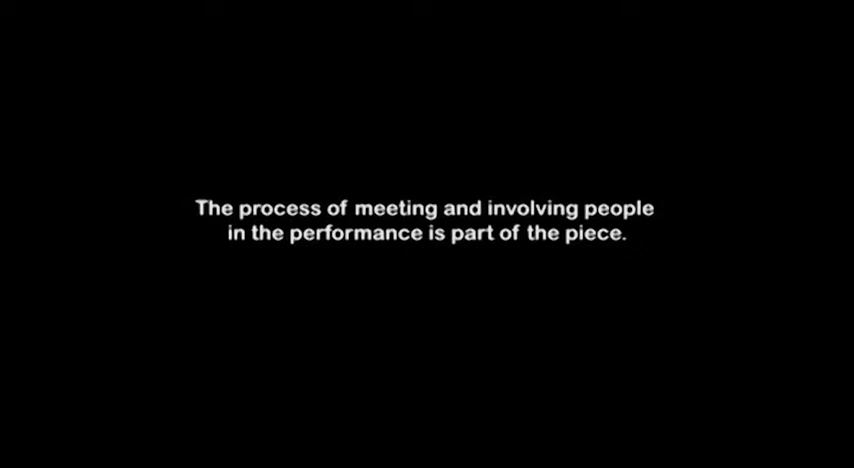 The process of meeting and involving people
in the performance is part of the piece.